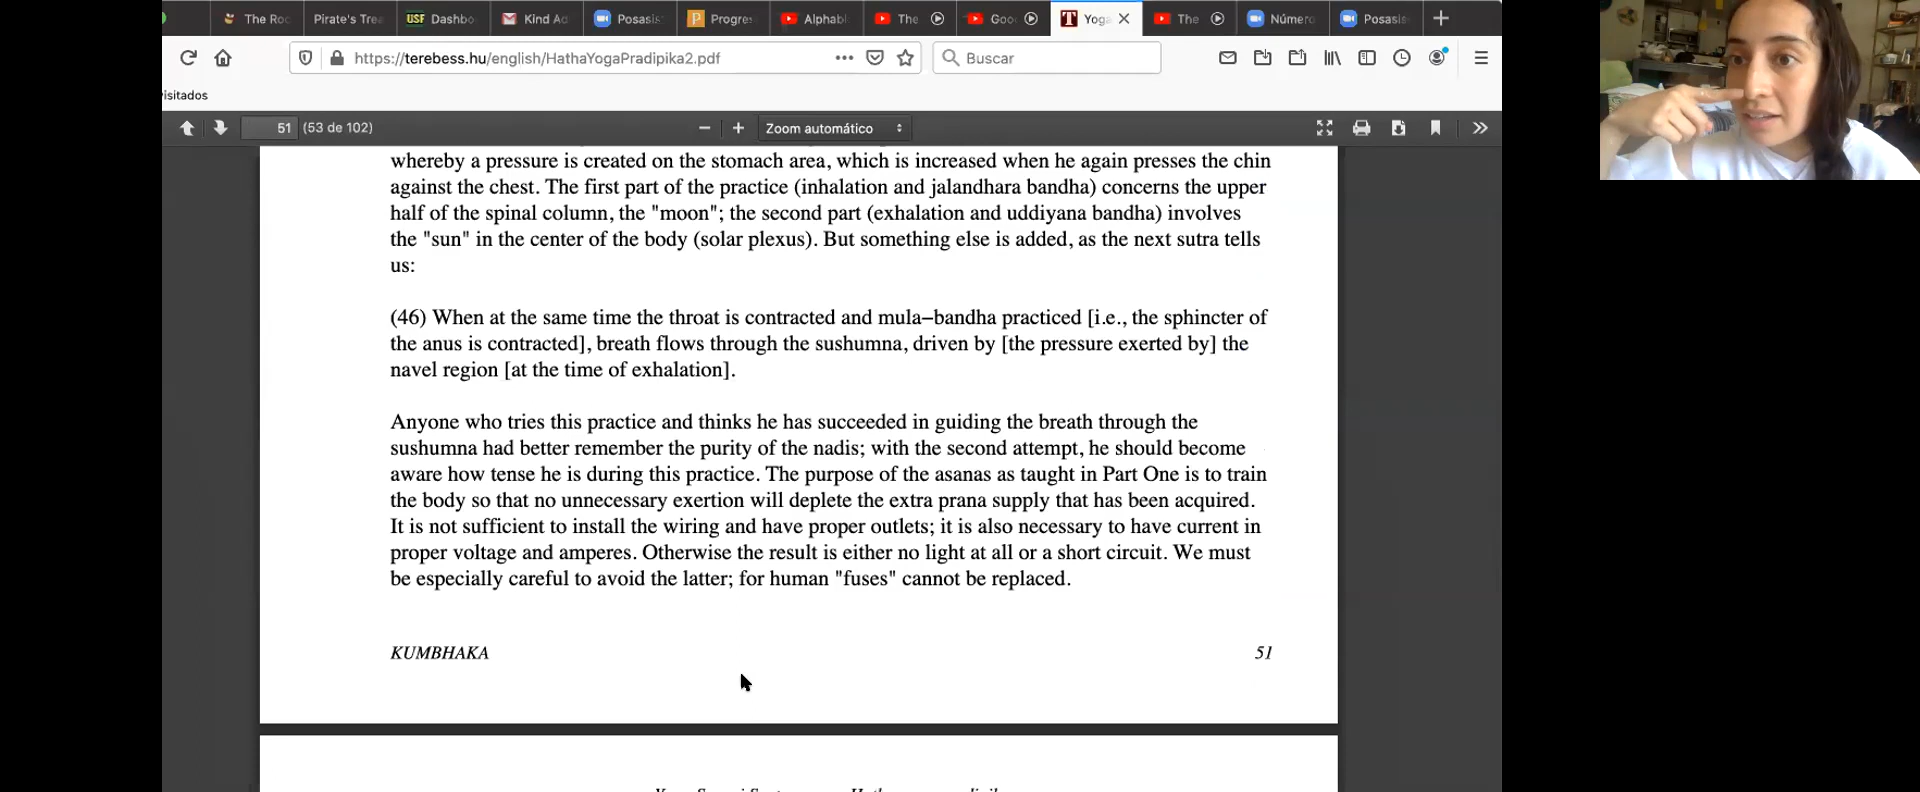 The Roc
Pirate's Trea
USF Dashbo
Kind Ad
Posasis
Progres
Alphabl
The
Goo
Yoga
The
Número
Posasis
https://terebess.hu/english/HathaYogaPradipika2.pdf
Buscar
isitados
51 (53 de 102)
Zoom automático
whereby a pressure is created on the stomach area, which is increased when he again presses the chin
against the chest. The first part of the practice (inhalation and jalandhara bandha) concerns the upper
half of the spinal column, the "moon"; the second part (exhalation and uddiyana bandha) involves
the "sun" in the center of the body (solar plexus). But something else is added, as the next sutra tells
us:
(46) When at the same time the throat is contracted and mula–bandha practiced [i.e., the sphincter of
the anus is contracted], breath flows through the sushumna, driven by [the pressure exerted by] the
navel region [at the time of exhalation].
Anyone who tries this practice and thinks he has succeeded in guiding the breath through the
sushumna had better remember the purity of the nadis; with the second attempt, he should become
aware how tense he is during this practice. The purpose of the asanas as taught in Part One is to train
the body so that no unnecessary exertion will deplete the extra prana supply that has been acquired.
It is not sufficient to install the wiring and have proper outlets; it is also necessary to have current in
proper voltage and amperes. Otherwise the result is either no light at all or a short circuit. We must
be especially careful to avoid the latter; for human "fuses" cannot be replaced.
KUMBHAKA 51